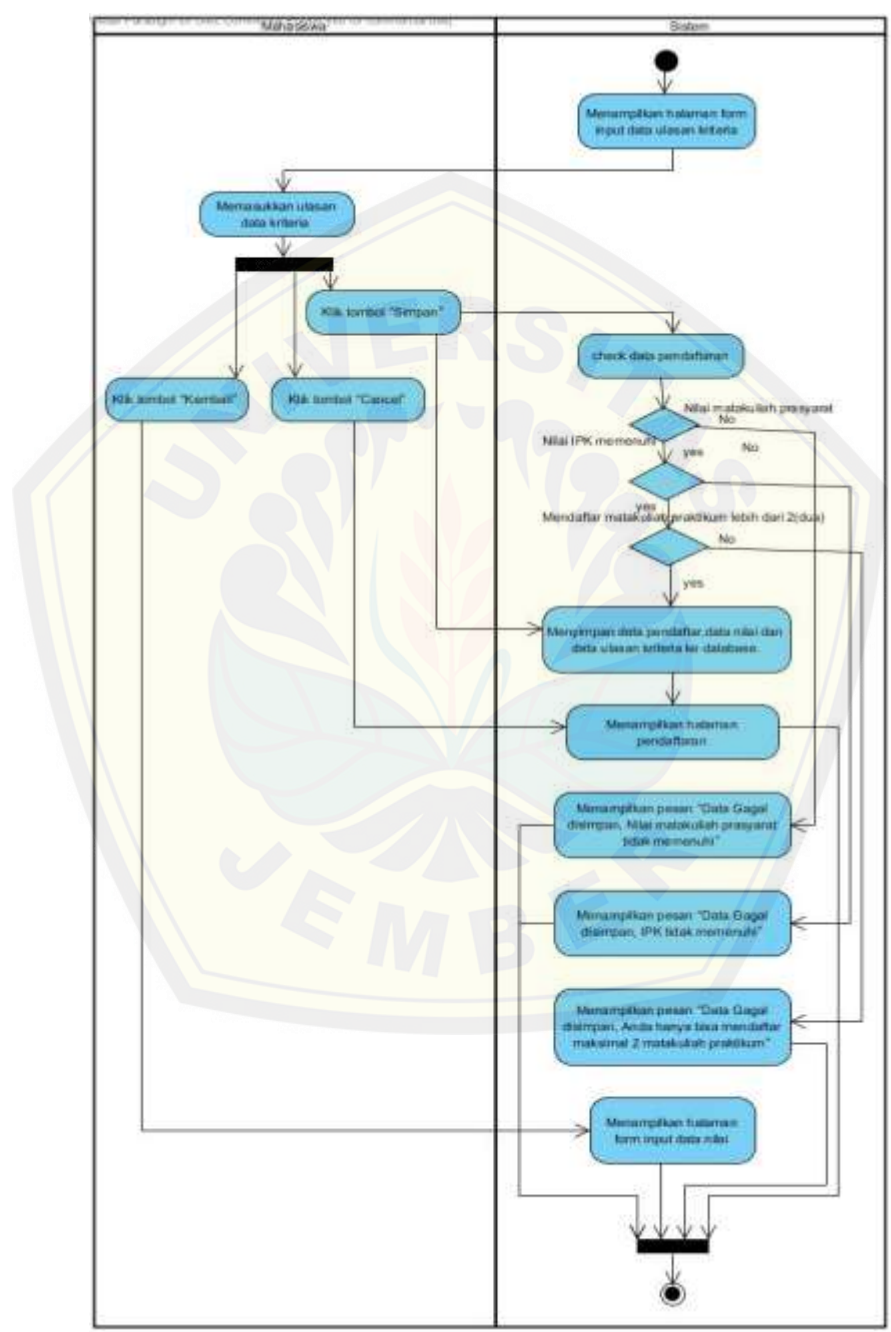 Mahasiswa
Sistem
Menampilkan halaman form
input data ulasan kriteria
Memasukkan ulasan
data kriteria
Klik tombol "Simpan"
check data pendaftaran
Klik tombol "Kembali"
Klik tombol "Cancel"
Nilai matakuliah prasyarat
No
Nilai IPK memenuhi
yes
No
yes
Mendaftar matakuliah praktikum lebih dari 2(dua)
No
yes
Menyimpan data pendaftar,data nilai dan
data ulasan kriteria ke database.
Menampilkan halaman
pendaftaran
Menampilkan pesan "Data Gagal
disimpan, Nilai matakuliah prasyarat
tidak memenuhi"
Menampilkan pesan "Data Gagal
disimpan, IPK tidak memenuhi"
Menampilkan pesan "Data Gagal
disimpan, Anda hanya bisa mendaftar
maksimal 2 matakuliah praktikum"
Menampilkan halaman
form input data nilai
UNIVERSITAS
JEMBER